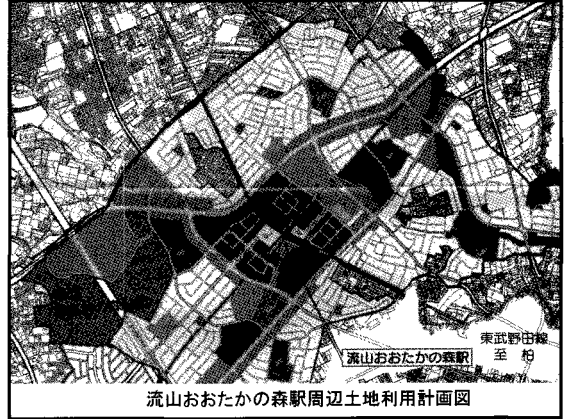 東武野田線
至 柏
流山おおたかの森駅
流山おおたかの森駅周辺土地利用計画図